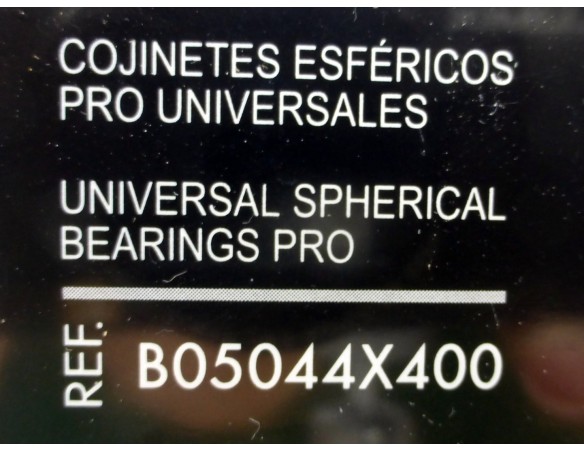 COJINETES ESFÉRICOS
PRO UNIVERSALES
UNIVERSAL SPHERICAL
BEARINGS PRO
REF. B05044X400